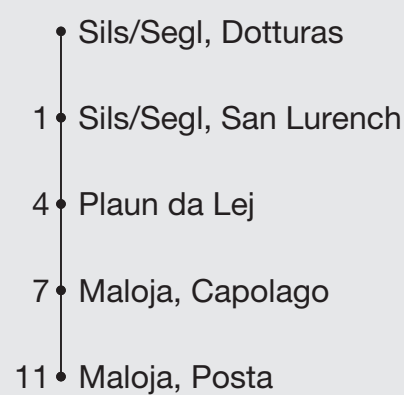 Sils/Segl, Dotturas
1 Sils/Segl, San Lurench
4 Plaun da Lej
7 Maloja, Capolago
11 Maloja, Posta